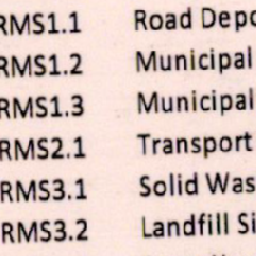 RMS1.1 Road Depo
RMS1.2 Municipal
RMS1.3 Municipal
RMS2.1 Transport
RMS3.1 Solid Was
RMS3.2 Landfill Si